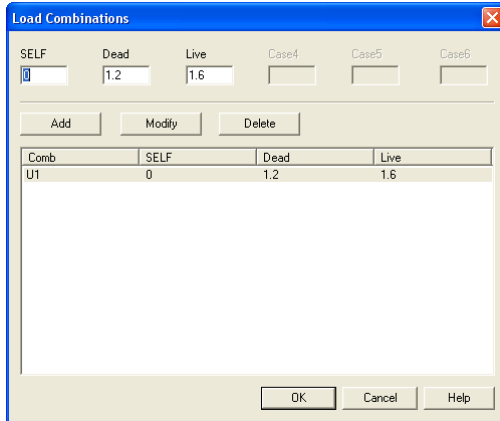 Load Combinations
SELF Dead Live Case4 Case5 Case6
0 1.2 1.6
Add Modify Delete
Comb SELF Dead Live
U1 0 1.2 1.6
OK Cancel Help